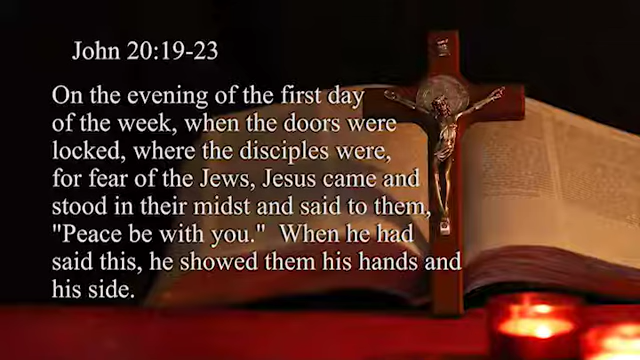 John 20:19-23
On the evening of the first day
of the week, when the doors were
locked, where the disciples were,
for fear of the Jews, Jesus came and
stood in their midst and said to them,
"Peace be with you."  When he had
said this, he showed them his hands and
his side.